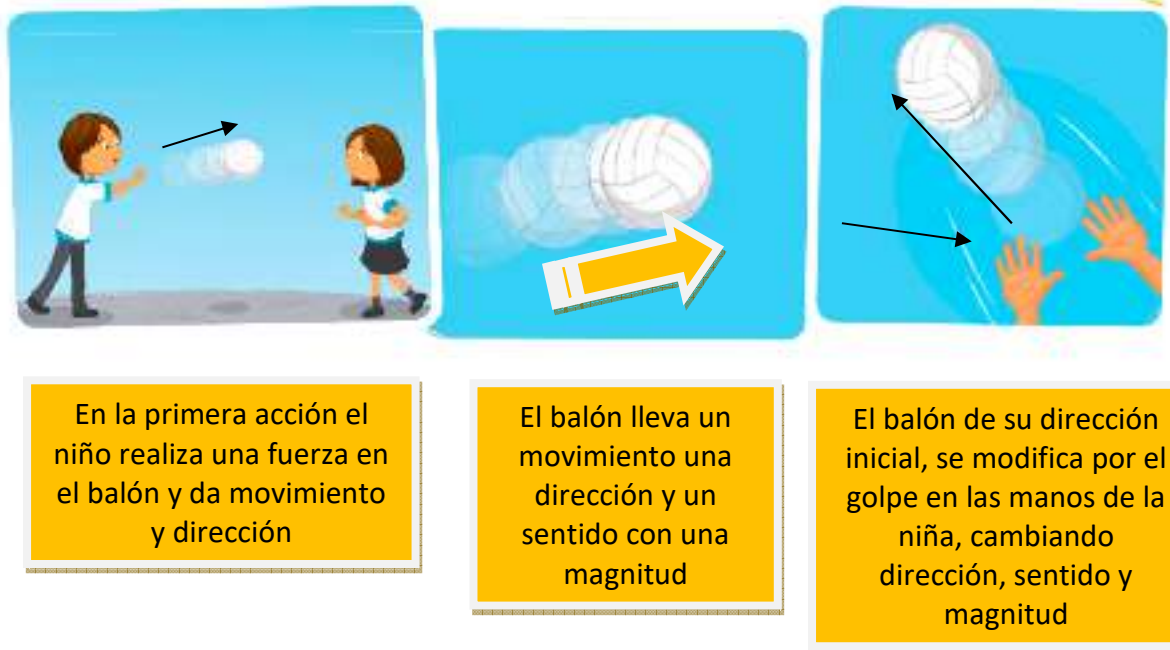 En la primera acción el
niño realiza una fuerza en
el balón y da movimiento
y dirección
El balón lleva un
movimiento una
dirección y un
sentido con una
magnitud
El balón de su dirección
inicial, se modifica por el
golpe en las manos de la
niña, cambiando
dirección, sentido y
magnitud